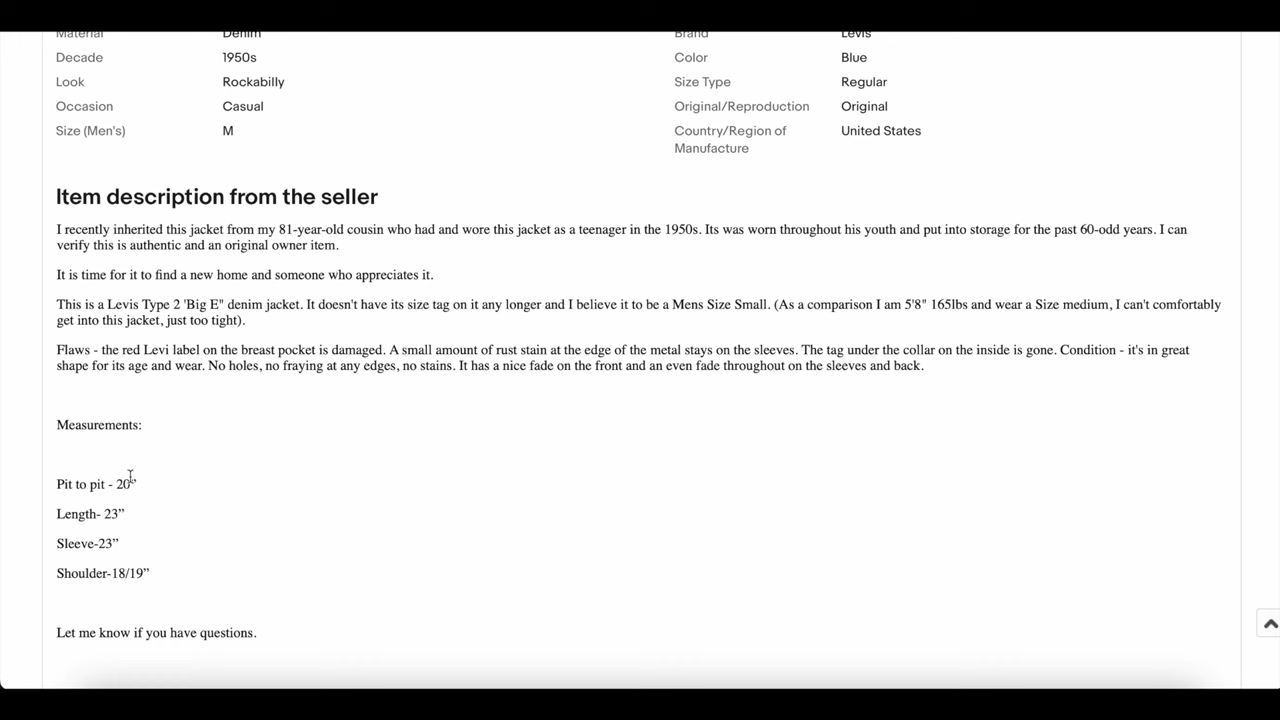 Material Denim Brand Levis
Decade 1950s Color Blue
Look Rockabilly Size Type Regular
Occasion Casual Original/Reproduction Original
Size (Men's) M Country/Region of United States
Manufacture
Item description from the seller
I recently inherited this jacket from my 81-year-old cousin who had and wore this jacket as a teenager in the 1950s. Its was worn throughout his youth and put into storage for the past 60-odd years. I can
verify this is authentic and an original owner item.
It is time for it to find a new home and someone who appreciates it.
This is a Levis Type 2 'Big E" denim jacket. It doesn't have its size tag on it any longer and I believe it to be a Mens Size Small. (As a comparison I am 5'8" 165lbs and wear a Size medium, I can't comfortably
get into this jacket, just too tight).
Flaws - the red Levi label on the breast pocket is damaged. A small amount of rust stain at the edge of the metal stays on the sleeves. The tag under the collar on the inside is gone. Condition - it's in great
shape for its age and wear. No holes, no fraying at any edges, no stains. It has a nice fade on the front and an even fade throughout on the sleeves and back.
Measurements:
Pit to pit - 20”
Length- 23”
Sleeve-23”
Shoulder-18/19”
Let me know if you have questions.